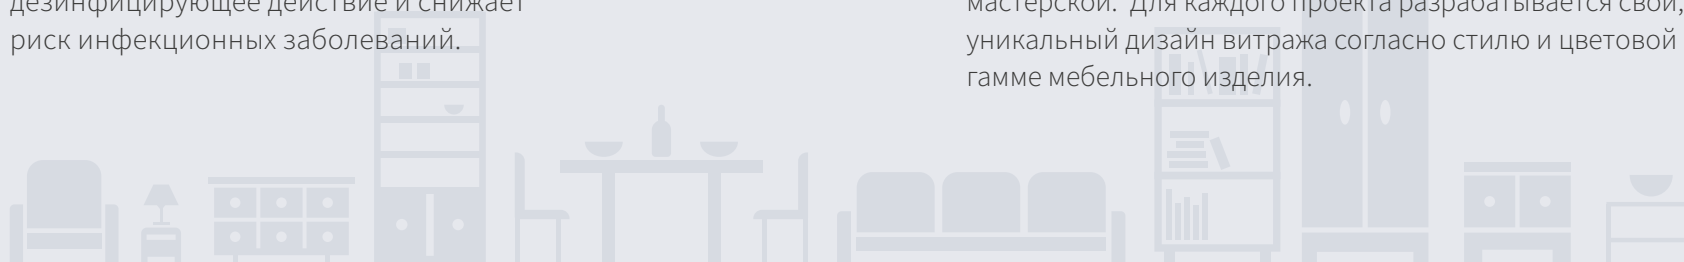 дезинфицирующее действие и снижает
риск инфекционных заболеваний.
мастерской. Для каждого проекта разрабатывается свой,
уникальный дизайн витража согласно стилю и цветовой
гамме мебельного изделия.